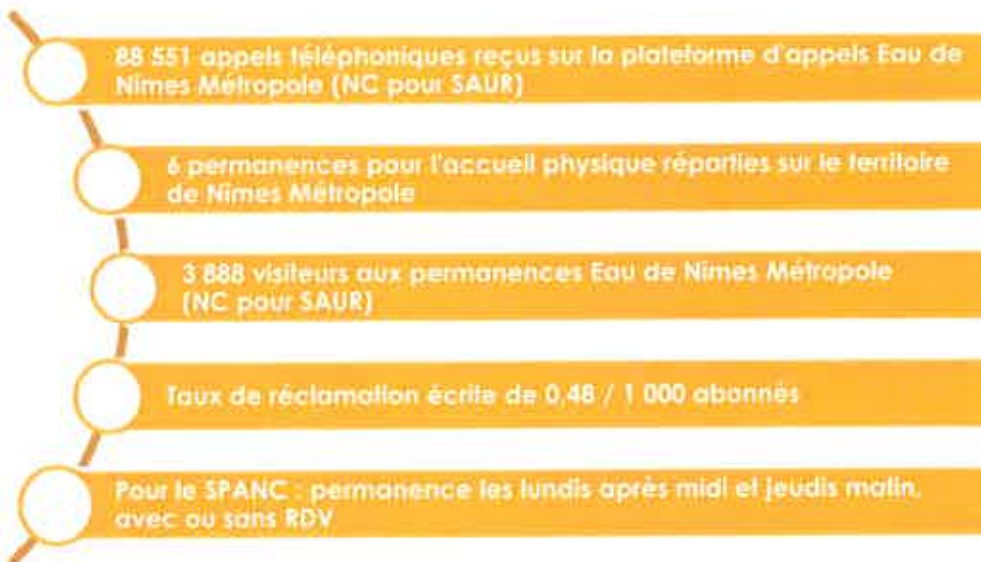 88 551 appels téléphoniques reçus sur la plateforme d'appels Eau de
Nîmes Métropole (NC pour SAUR)
6 permanences pour l'accueil physique réparties sur le territoire
de Nîmes Métropole
3 888 visiteurs aux permanences Eau de Nîmes Métropole
(NC pour SAUR)
Taux de réclamation écrite de 0,48 / 1 000 abonnés
Pour le SPANC : permanence les lundis après midi et jeudis matin,
avec ou sans RDV